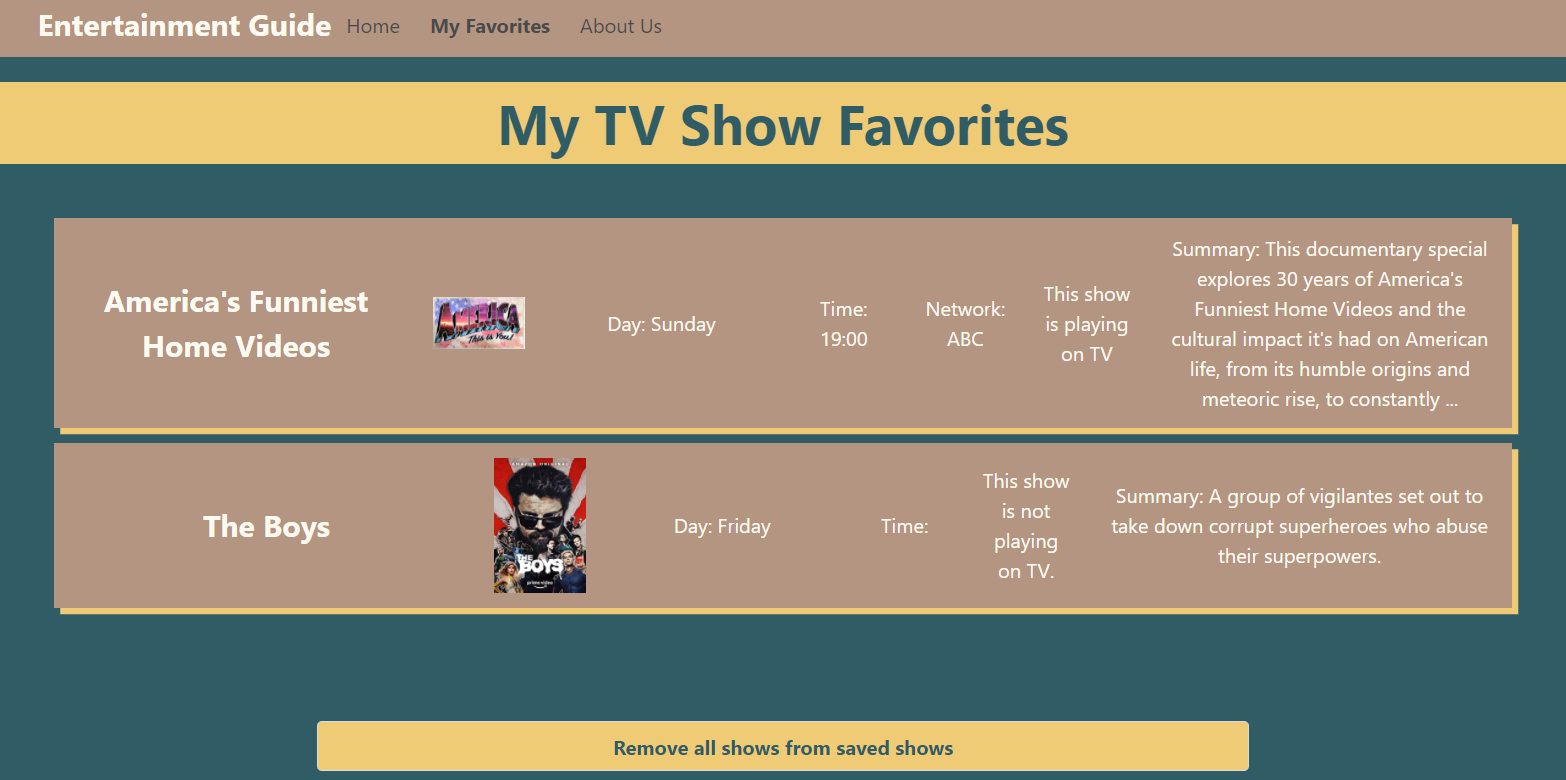 Entertainment Guide Home My Favorites About Us
My TV Show Favorites
America's Funniest
Home Videos
AMERICA
This is You!
Day: Sunday
Time:
19:00
Network:
ABC
This show
is playing
on TV
Summary: This documentary special
explores 30 years of America's
Funniest Home Videos and the
cultural impact it's had on American
life, from its humble origins and
meteoric rise, to constantly ...
The Boys
AMAZON ORIGINAL
THE
BOYS
prime video
Day: Friday
Time:
This show
is not
playing
on TV.
Summary: A group of vigilantes set out to
take down corrupt superheroes who abuse
their superpowers.
Remove all shows from saved shows